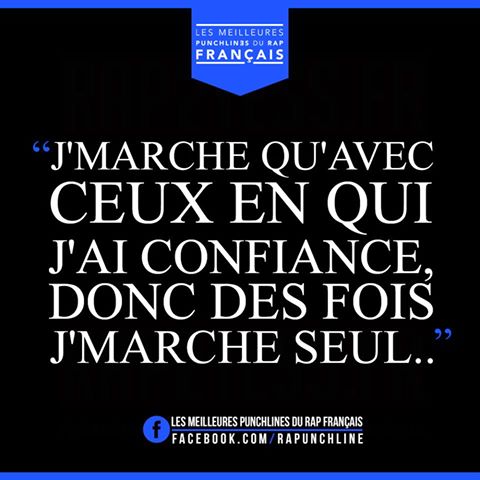 LES MEILLEURES
PUNCHLINES DU RAP
FRANÇAIS
“J'MARCHE QU'AVEC
CEUX EN QUI
J'AI CONFIANCE,
DONC DES FOIS
J'MARCHE SEUL..”
f LES MEILLEURES PUNCHLINES DU RAP FRANÇAIS
FACEBOOK.COM/RAPUNCHLINE